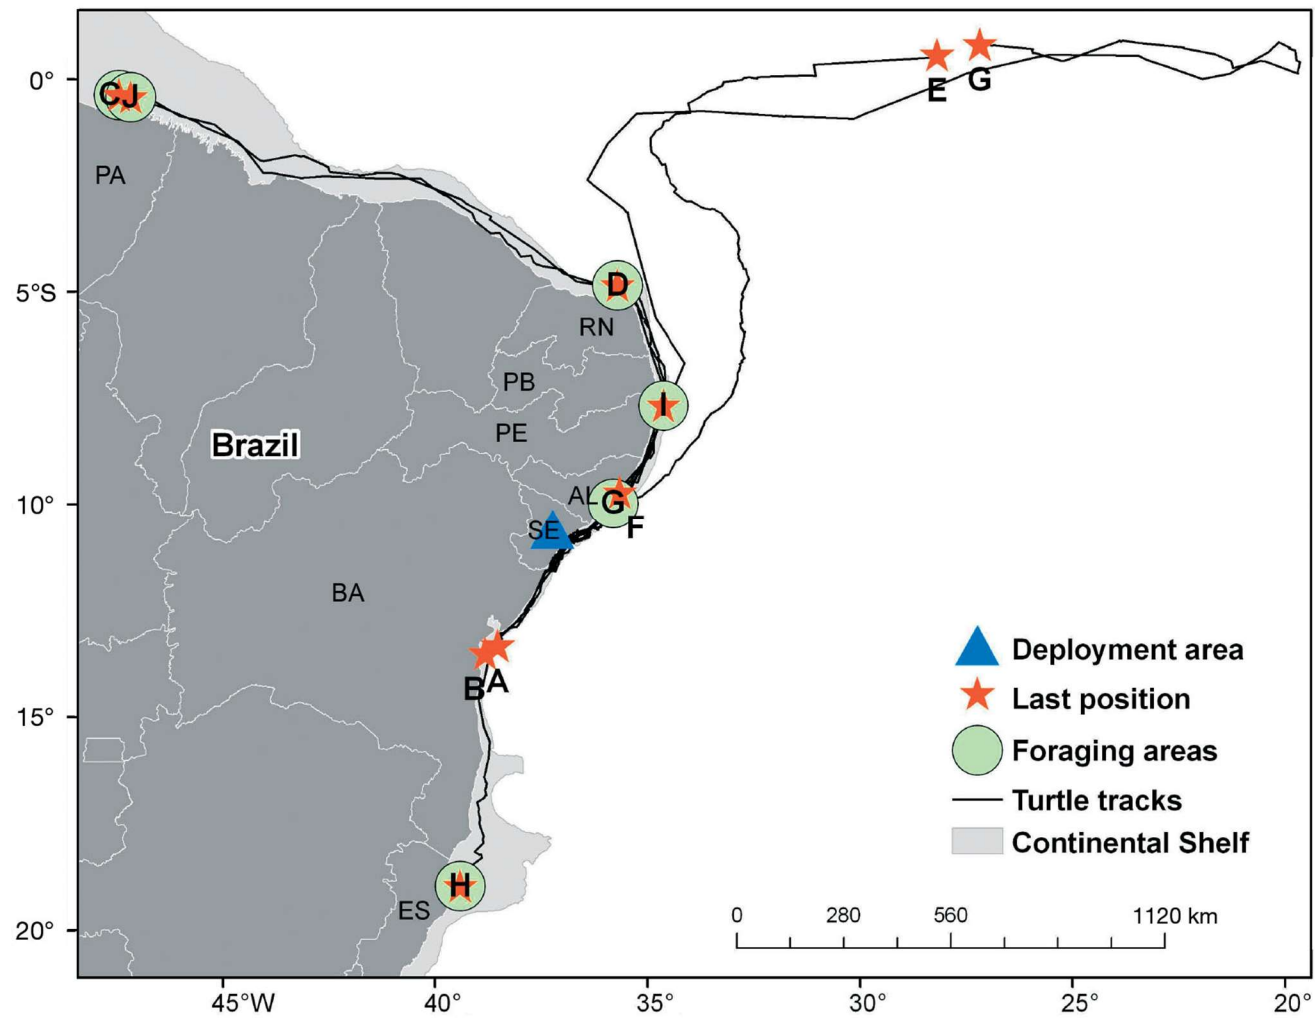 0°
5°S
10°
15°
20°
E
G
C
J
PA
D
RN
PB
I
PE
Brazil
AL
G
F
SE
BA
B
A
H
ES
Deployment area
Last position
Foraging areas
Turtle tracks
Continental Shelf
0 280 560 1120 km
45°W 40° 35° 30° 25° 20°